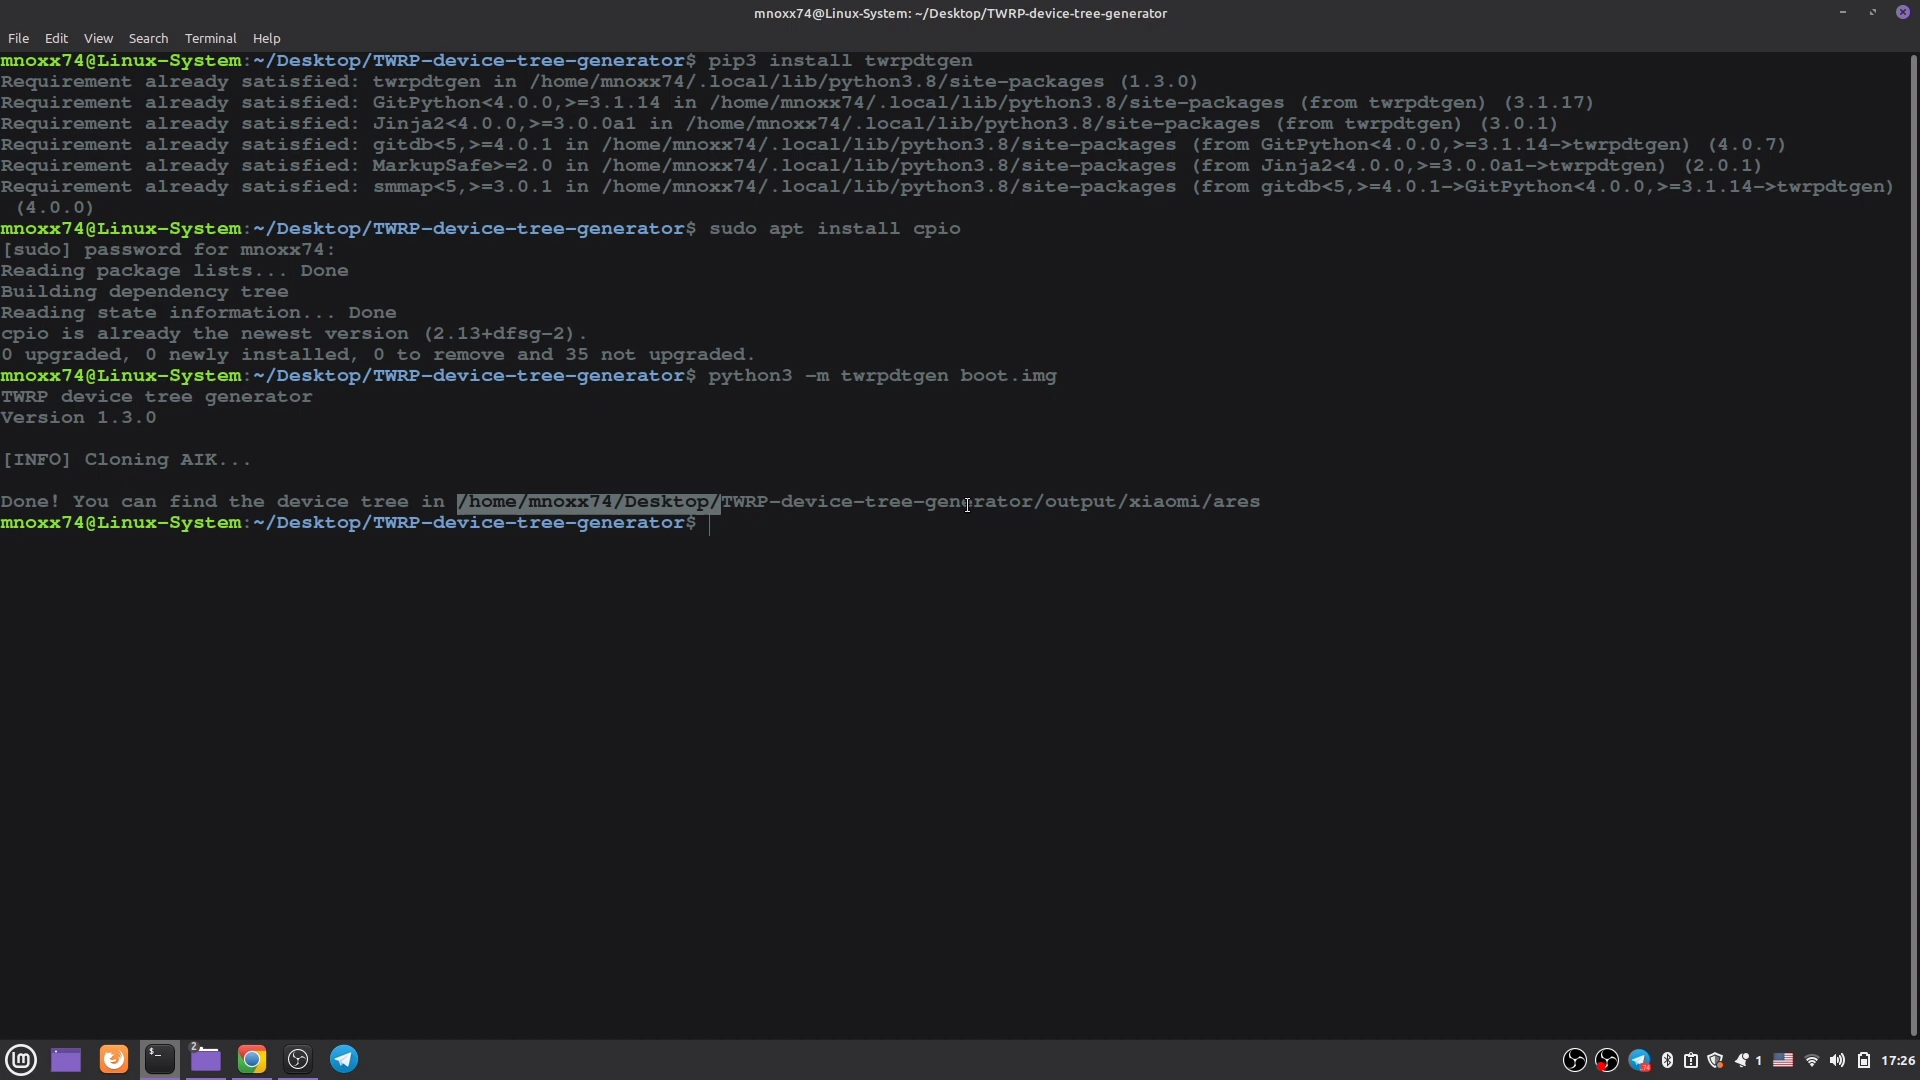 mnoxx74@Linux-System: ~/Desktop/TWRP-device-tree-generator
File Edit View Search Terminal Help
mnoxx74@Linux-System:~/Desktop/TWRP-device-tree-generator$ pip3 install twrpdtgen
Requirement already satisfied: twrpdtgen in /home/mnoxx74/.local/lib/python3.8/site-packages (1.3.0)
Requirement already satisfied: GitPython<4.0.0,>=3.1.14 in /home/mnoxx74/.local/lib/python3.8/site-packages (from twrpdtgen) (3.1.17)
Requirement already satisfied: Jinja2<4.0.0,>=3.0.0a1 in /home/mnoxx74/.local/lib/python3.8/site-packages (from twrpdtgen) (3.0.1)
Requirement already satisfied: gitdb<5,>=4.0.1 in /home/mnoxx74/.local/lib/python3.8/site-packages (from GitPython<4.0.0,>=3.1.14->twrpdtgen) (4.0.7)
Requirement already satisfied: MarkupSafe>=2.0 in /home/mnoxx74/.local/lib/python3.8/site-packages (from Jinja2<4.0.0,>=3.0.0a1->twrpdtgen) (2.0.1)
Requirement already satisfied: smmap<5,>=3.0.1 in /home/mnoxx74/.local/lib/python3.8/site-packages (from gitdb<5,>=4.0.1->GitPython<4.0.0,>=3.1.14->twrpdtgen)
(4.0.0)
mnoxx74@Linux-System:~/Desktop/TWRP-device-tree-generator$ sudo apt install cpio
[sudo] password for mnoxx74:
Reading package lists... Done
Building dependency tree
Reading state information... Done
cpio is already the newest version (2.13+dfsg-2).
0 upgraded, 0 newly installed, 0 to remove and 35 not upgraded.
mnoxx74@Linux-System:~/Desktop/TWRP-device-tree-generator$ python3 -m twrpdtgen boot.img
TWRP device tree generator
Version 1.3.0
[INFO] Cloning AIK...
Done! You can find the device tree in /home/mnoxx74/Desktop/TWRP-device-tree-generator/output/xiaomi/ares
mnoxx74@Linux-System:~/Desktop/TWRP-device-tree-generator$
2
1
17:26